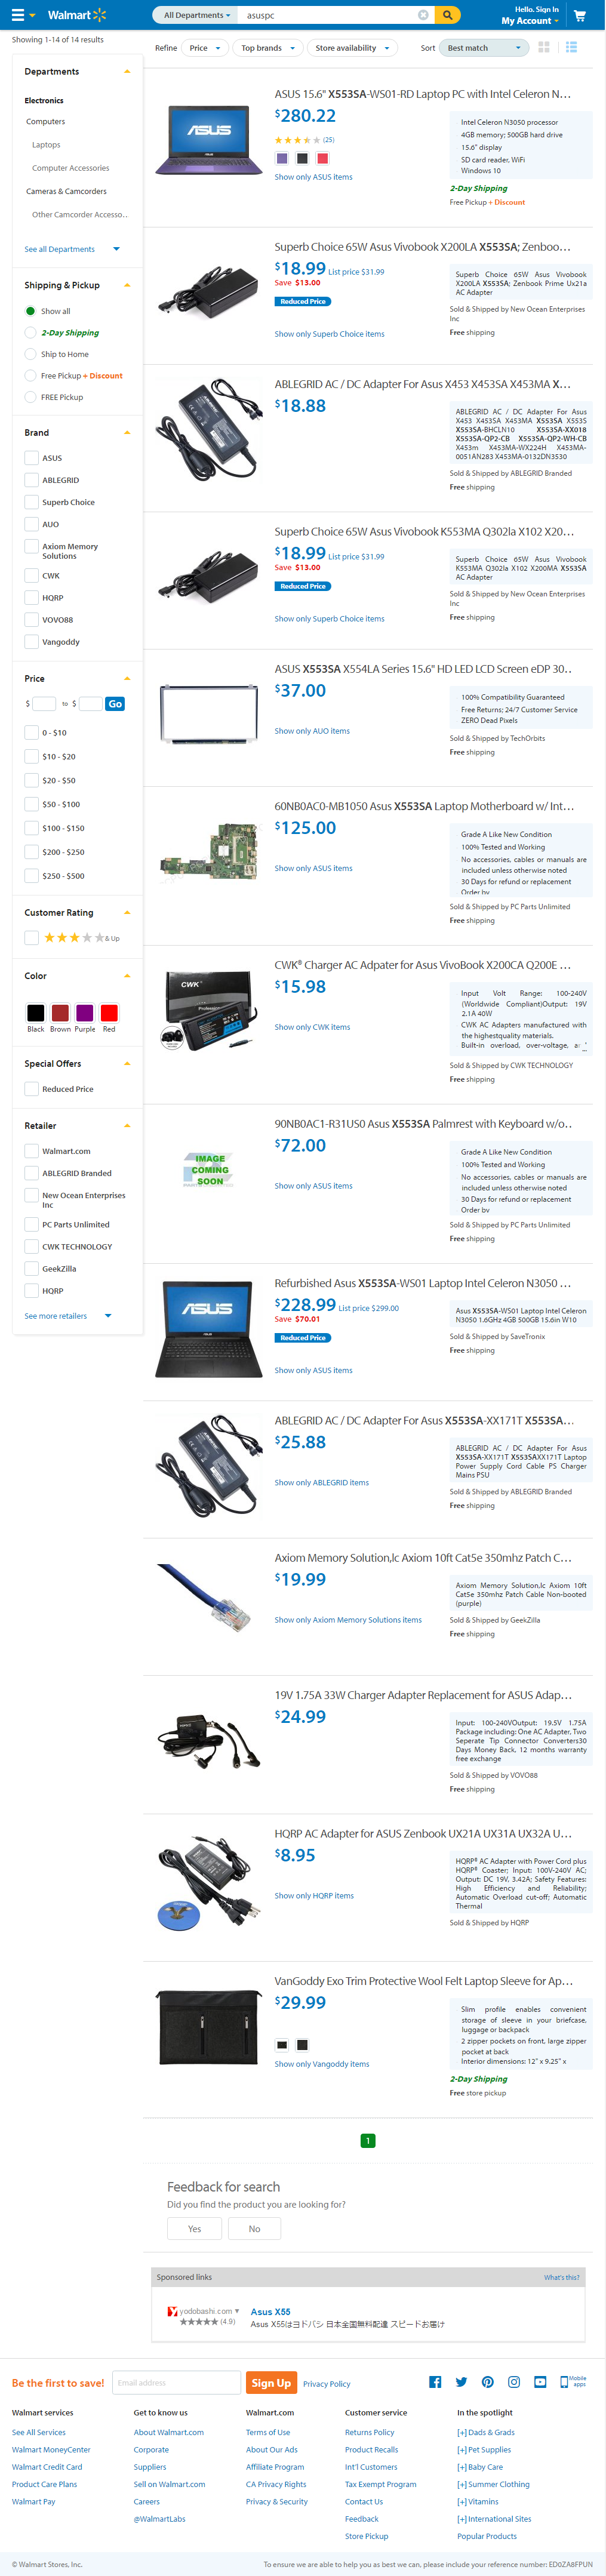 Walmart
All Departments
asuspc
Hello. Sign In
My Account
Showing 1-14 of 14 results
Refine
Price
Top brands
Store availability
Sort
Best match
Departments
Electronics
Computers
Laptops
Computer Accessories
Cameras & Camcorders
Other Camcorder Accesso...
See all Departments
Shipping & Pickup
Show all
2-Day Shipping
Ship to Home
Free Pickup + Discount
FREE Pickup
Brand
ASUS
ABLEGRID
Superb Choice
AUO
Axiom Memory
Solutions
CWK
HQRP
VOVO88
Vangoddy
Price
$ to $ Go
0 - $10
$10 - $20
$20 - $50
$50 - $100
$100 - $150
$200 - $250
$250 - $500
Customer Rating
& Up
Color
Black Brown Purple Red
Special Offers
Reduced Price
Retailer
Walmart.com
ABLEGRID Branded
New Ocean Enterprises
Inc
PC Parts Unlimited
CWK TECHNOLOGY
GeekZilla
HQRP
See more retailers
ASUS
ASUS 15.6" X553SA-WS01-RD Laptop PC with Intel Celeron N...
$280.22
(25)
Show only ASUS items
Intel Celeron N3050 processor
4GB memory; 500GB hard drive
15.6" display
SD card reader, WiFi
Windows 10
2-Day Shipping
Free Pickup + Discount
Superb Choice 65W Asus Vivobook X200LA X553SA; Zenboo...
$18.99 List price $31.99
Save $13.00
Reduced Price
Show only Superb Choice items
Superb Choice 65W Asus Vivobook
X200LA X553SA; Zenbook Prime Ux21a
AC Adapter
Sold & Shipped by New Ocean Enterprises
Inc
Free shipping
ABLEGRID AC / DC Adapter For Asus X453 X453SA X453MA X...
$18.88
ABLEGRID AC / DC Adapter For Asus
X453 X453SA X453MA X553SA X553S
X553SA-BHCLN10 X553SA-XX018
X553SA-QP2-CB X553SA-QP2-WH-CB
X453m X453MA-WX224H X453MA-
0051AN283 X453MA-0132DN3530
Sold & Shipped by ABLEGRID Branded
Free shipping
Superb Choice 65W Asus Vivobook K553MA Q302la X102 X20...
$18.99 List price $31.99
Save $13.00
Reduced Price
Show only Superb Choice items
Superb Choice 65W Asus Vivobook
K553MA Q302la X102 X200MA X553SA
AC Adapter
Sold & Shipped by New Ocean Enterprises
Inc
Free shipping
ASUS X553SA X554LA Series 15.6" HD LED LCD Screen eDP 30...
$37.00
Show only AUO items
100% Compatibility Guaranteed
Free Returns; 24/7 Customer Service
ZERO Dead Pixels
Sold & Shipped by TechOrbits
Free shipping
60NB0AC0-MB1050 Asus X553SA Laptop Motherboard w/ Int...
$125.00
Show only ASUS items
Grade A Like New Condition
100% Tested and Working
No accessories, cables or manuals are
included unless otherwise noted
30 Days for refund or replacement
Order by
Sold & Shipped by PC Parts Unlimited
Free shipping
CWK
CWK® Charger AC Adpater for Asus VivoBook X200CA Q200E ...
$15.98
Show only CWK items
Input Volt Range: 100-240V
(Worldwide Compliant)Output: 19V
2.1A 40W
CWK AC Adapters manufactured with
the highestquality materials.
Built-in overload, over-voltage, a...
Sold & Shipped by CWK TECHNOLOGY
Free shipping
IMAGE
COMING
SOON
90NB0AC1-R31US0 Asus X553SA Palmrest with Keyboard w/o...
$72.00
Show only ASUS items
Grade A Like New Condition
100% Tested and Working
No accessories, cables or manuals are
included unless otherwise noted
30 Days for refund or replacement
Order by
Sold & Shipped by PC Parts Unlimited
Free shipping
ASUS
Refurbished Asus X553SA-WS01 Laptop Intel Celeron N3050 ...
$228.99 List price $299.00
Save $70.01
Reduced Price
Show only ASUS items
Asus X553SA-WS01 Laptop Intel Celeron
N3050 1.6GHz 4GB 500GB 15.6in W10
Sold & Shipped by SaveTronix
Free shipping
ABLEGRID AC / DC Adapter For Asus X553SA-XX171T X553SA...
$25.88
Show only ABLEGRID items
ABLEGRID AC / DC Adapter For Asus
X553SA-XX171T X553SAXX171T Laptop
Power Supply Cord Cable PS Charger
Mains PSU
Sold & Shipped by ABLEGRID Branded
Free shipping
Axiom Memory Solution,lc Axiom 10ft Cat5e 350mhz Patch C...
$19.99
Show only Axiom Memory Solutions items
Axiom Memory Solution,lc Axiom 10ft
Cat5e 350mhz Patch Cable Non-booted
(purple)
Sold & Shipped by GeekZilla
Free shipping
19V 1.75A 33W Charger Adapter Replacement for ASUS Adap...
$24.99
Input: 100-240VOutput: 19.5V 1.75A
Package including: One AC Adapter, Two
Seperate Tip Connector Converters30
Days Money Back, 12 months warranty
free exchange
Sold & Shipped by VOVO88
Free shipping
HQRP AC Adapter for ASUS Zenbook UX21A UX31A UX32A U...
$8.95
Show only HQRP items
HQRP® AC Adapter with Power Cord plus
HQRP® Coaster; Input: 100V-240V AC;
Output: DC 19V, 3.42A; Safety Features:
High Efficiency and Reliability;
Automatic Overload cut-off; Automatic
Thermal
Sold & Shipped by HQRP
VanGoddy Exo Trim Protective Wool Felt Laptop Sleeve for Ap...
$29.99
Show only Vangoddy items
Slim profile enables convenient
storage of sleeve in your briefcase,
luggage or backpack
2 zipper pockets on front, large zipper
pocket at back
Interior dimensions: 12" x 9.25" x
2-Day Shipping
Free store pickup
1
Feedback for search
Did you find the product you are looking for?
Yes
No
Sponsored links
What's this?
yodobashi.com
(4.9)
Asus X55
Asus X55はヨドバシ 日本全国無料配達 スピードお届け
Be the first to save!
Email address
Sign Up
Privacy Policy
Mobile
apps
Walmart services
See All Services
Walmart MoneyCenter
Walmart Credit Card
Product Care Plans
Walmart Pay
Get to know us
About Walmart.com
Corporate
Suppliers
Sell on Walmart.com
Careers
@WalmartLabs
Walmart.com
Terms of Use
About Our Ads
Affiliate Program
CA Privacy Rights
Privacy & Security
Customer service
Returns Policy
Product Recalls
Int'l Customers
Tax Exempt Program
Contact Us
Feedback
Store Pickup
In the spotlight
[+] Dads & Grads
[+] Pet Supplies
[+] Baby Care
[+] Summer Clothing
[+] Vitamins
[+] International Sites
Popular Products
© Walmart Stores, Inc.
To ensure we are able to help you as best we can, please include your reference number: ED0ZA8FPUN